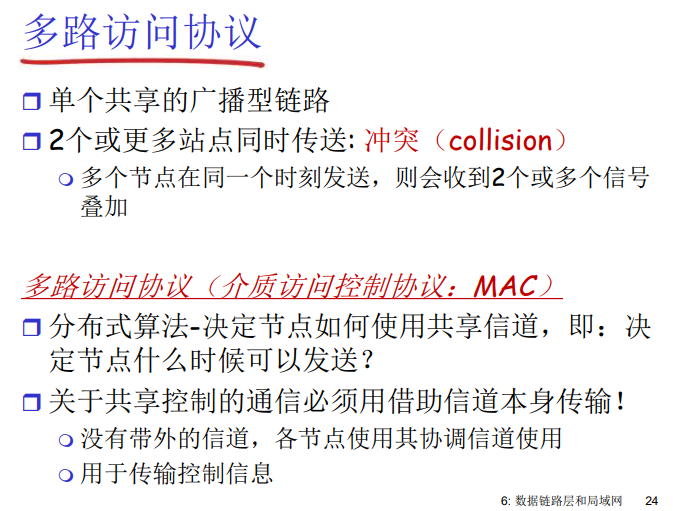 多路访问协议
单个共享的广播型链路
2个或更多站点同时传送: 冲突（collision）
多个节点在同一个时刻发送，则会收到2个或多个信号
叠加
多路访问协议（介质访问控制协议：MAC）
分布式算法-决定节点如何使用共享信道，即：决
定节点什么时候可以发送？
关于共享控制的通信必须用借助信道本身传输！
没有带外的信道，各节点使用其协调信道使用
用于传输控制信息
6: 数据链路层和局域网 24